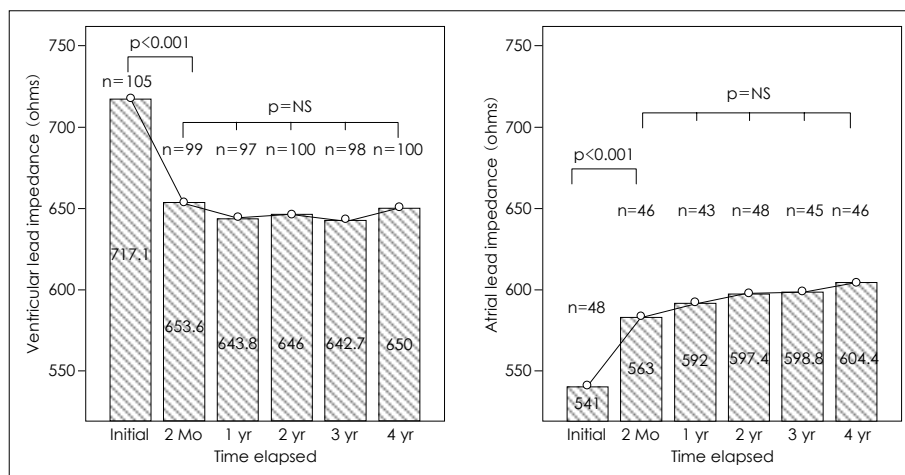 Ventricular lead impedance (ohms)
750
700
650
600
550
p<0.001
n=105
p=NS
n=99 n=97 n=100 n=98 n=100
717.1
653.6
643.8
646
642.7
650
Initial 2 Mo 1 yr 2 yr 3 yr 4 yr
Time elapsed
Atrial lead impedance (ohms)
750
700
650
600
550
p=NS
p<0.001
n=46 n=43 n=48 n=45 n=46
n=48
541
563
592
597.4
598.8
604.4
Initial 2 Mo 1 yr 2 yr 3 yr 4 yr
Time elapsed